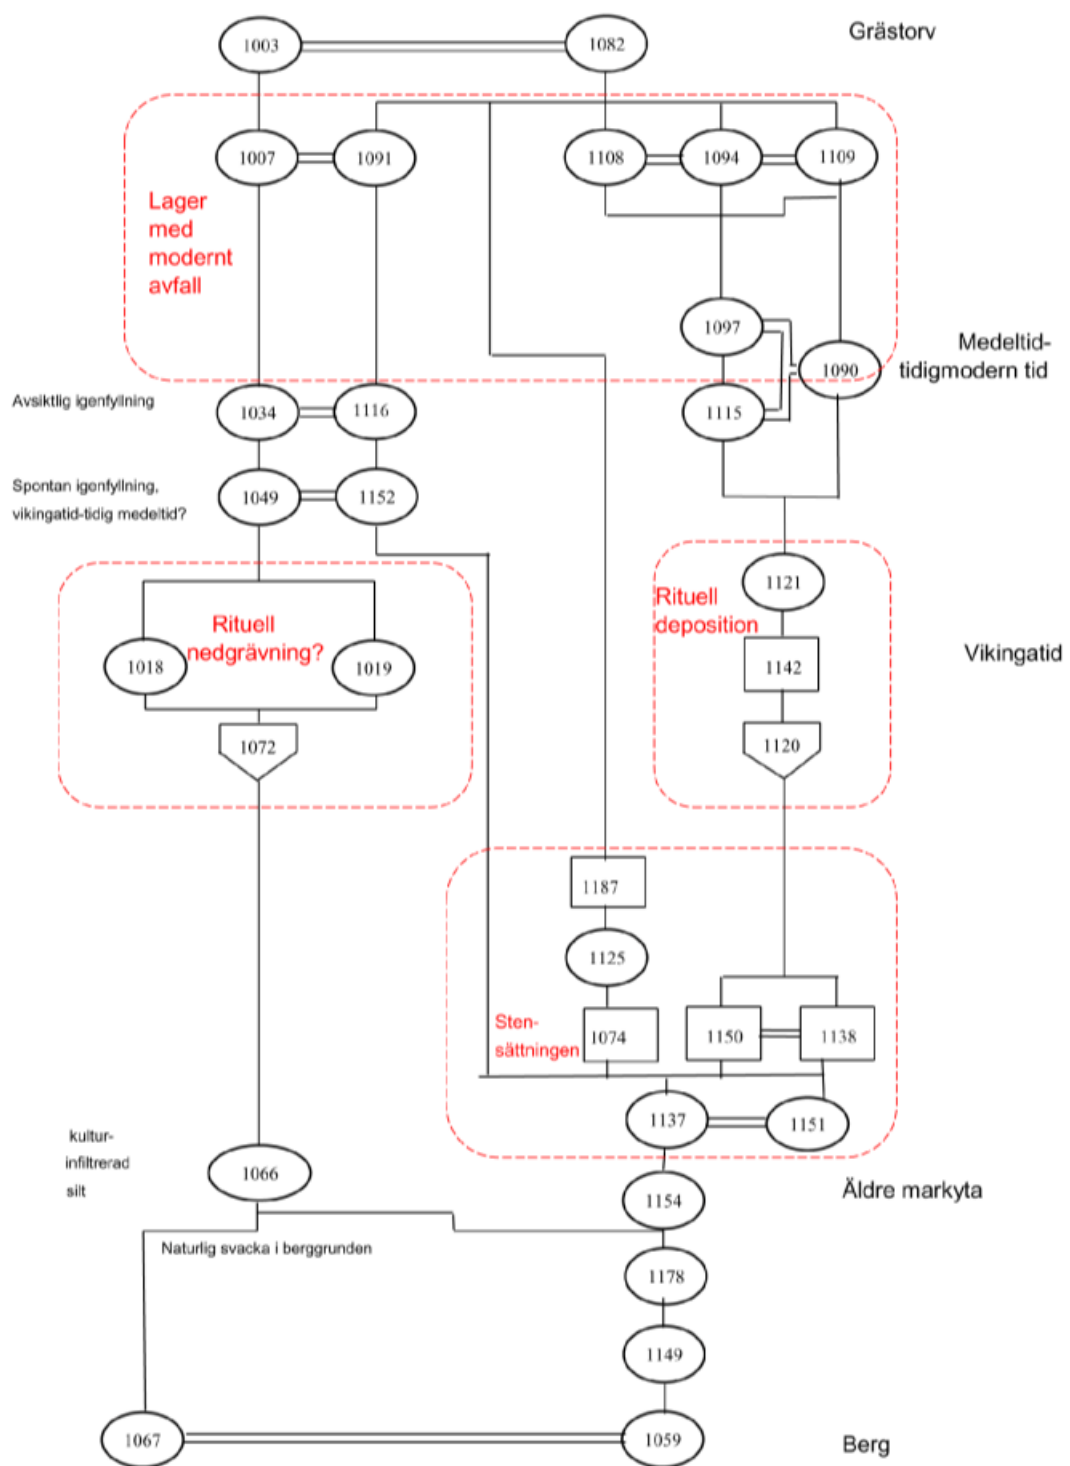 1003
1082
Grästorv
1007
1091
1108
1094
1109
Lager
med
modernt
avfall
1097
Medeltid-
tidigmodern tid
1090
Avsiktlig igenfyllning
1034
1116
1115
Spontan igenfyllning,
vikingatid-tidig medeltid?
1049
1152
1121
Rituell
deposition
Rituell
nedgrävning?
1018
1019
1142
Vikingatid
1072
1120
1187
1125
Sten-
sättningen
1074
1150
1138
1137
1151
kultur-
infiltrerad
silt
1066
1154
Äldre markyta
Naturlig svacka i berggrunden
1178
1149
1067
1059
Berg